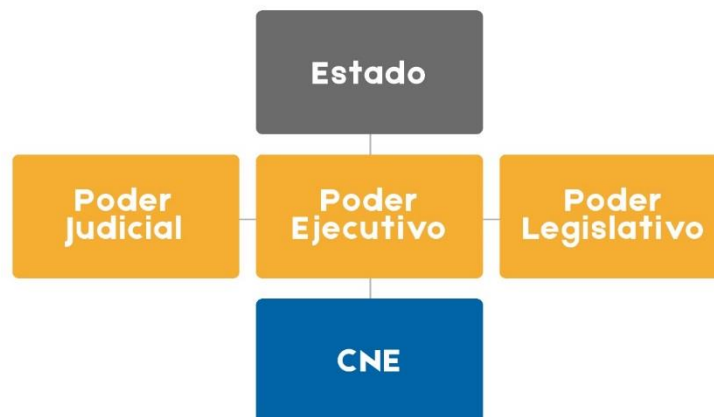 Estado
Poder
Judicial
Poder
Ejecutivo
Poder
Legislativo
CNE